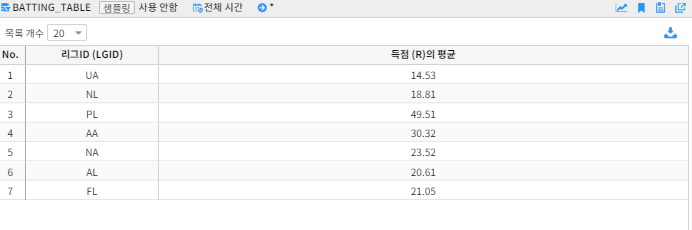 BATTING_TABLE 샘플링 사용 안함 전체 시간 *
목록 개수 20
No. 리그ID (LGID) 득점 (R)의 평균
1 UA 14.53
2 NL 18.81
3 PL 49.51
4 AA 30.32
5 NA 23.52
6 AL 20.61
7 FL 21.05